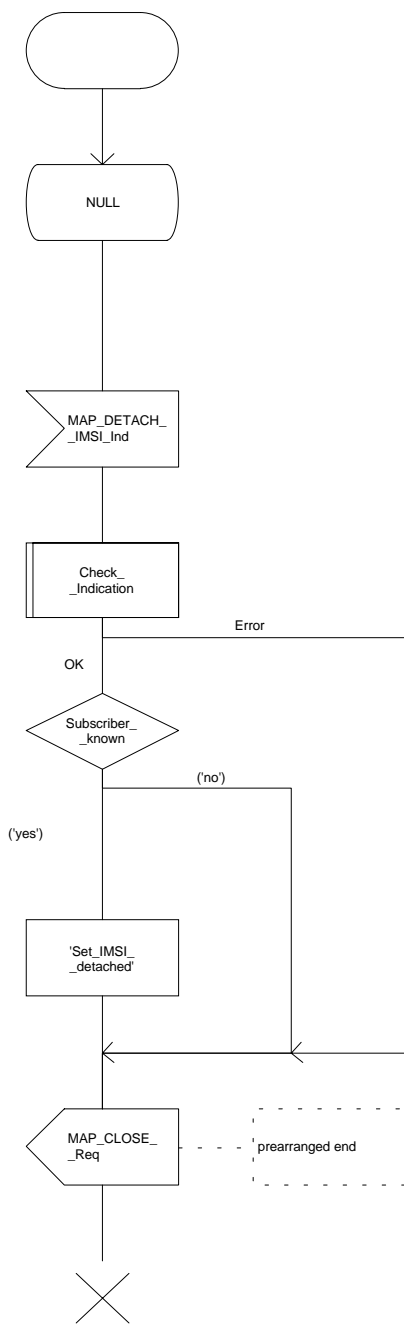 NULL
MAP_DETACH_
_IMSI_Ind
Check_
_Indication
Error
OK
Subscriber_
_known
('no')
('yes')
'Set_IMSI_
_detached'
MAP_CLOSE_
_Req
prearranged end